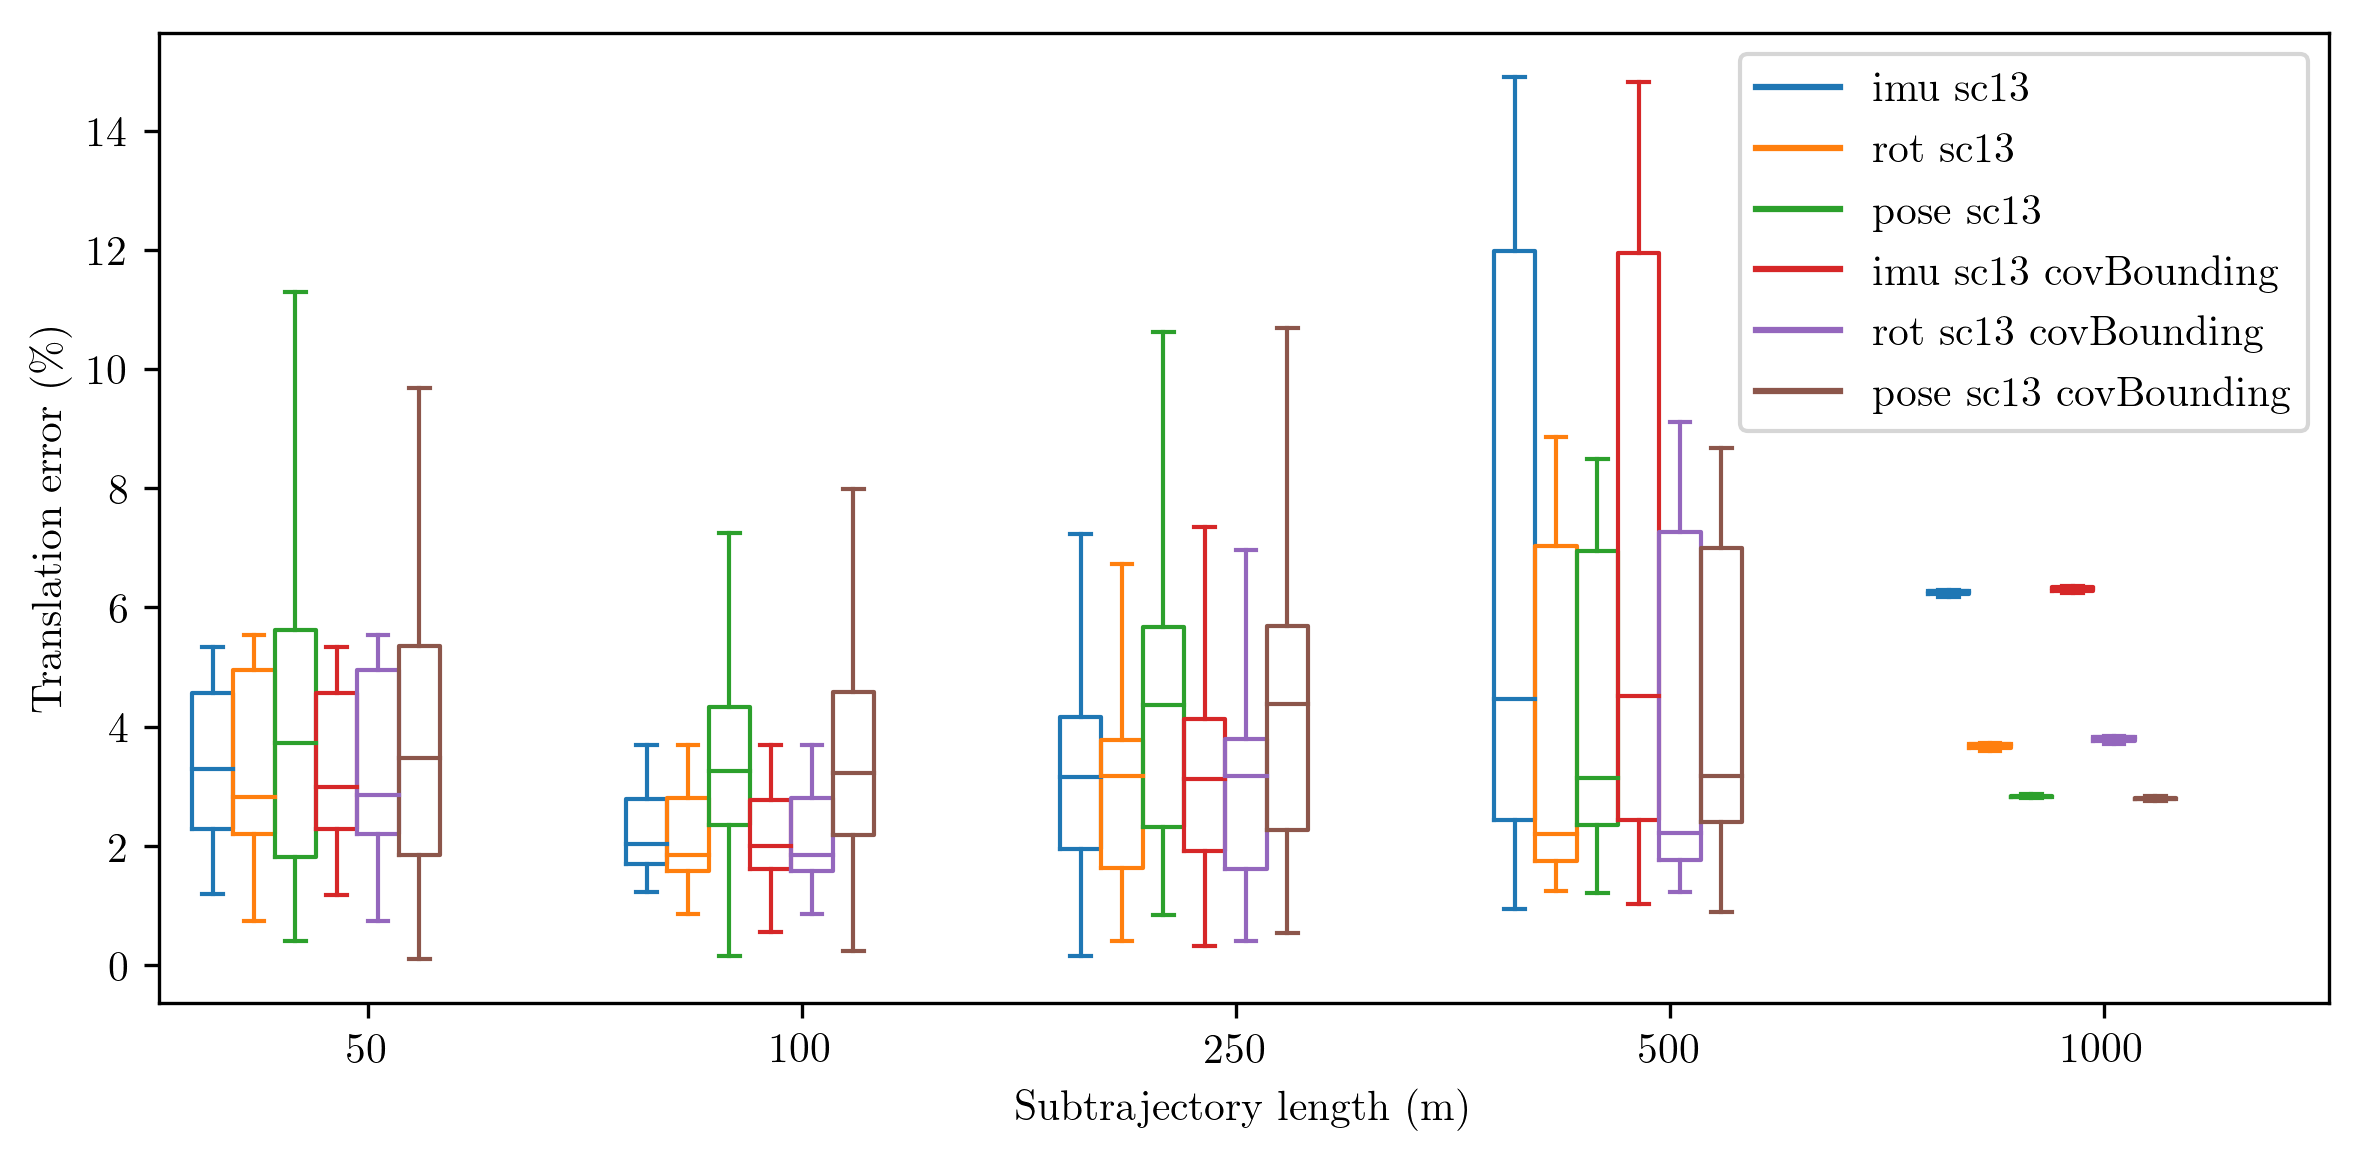 imu sc13
rot sc13
pose sc13
imu sc13 covBounding
rot sc13 covBounding
pose sc13 covBounding
Translation error (%)
14
12
10
8
6
4
2
0
50 100 250 500 1000
Subtrajectory length (m)